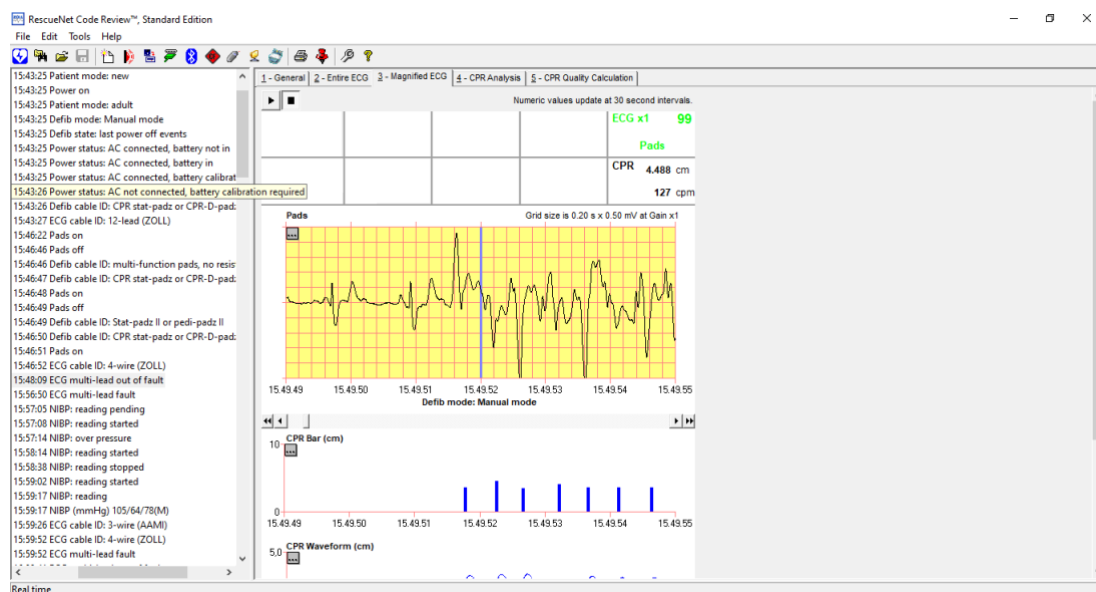 RescueNet Code Review™, Standard Edition
File Edit Tools Help
15:43:25 Patient mode: new
15:43:25 Power on
15:43:25 Patient mode: adult
15:43:25 Defib mode: Manual mode
15:43:25 Defib state: last power off events
15:43:25 Power status: AC connected, battery not in
15:43:25 Power status: AC connected, battery in
15:43:25 Power status: AC connected, battery calibrat
15:43:26 Power status: AC not connected, battery calibration required
15:43:26 Defib cable ID: CPR stat-padz or CPR-D-pad:
15:43:27 ECG cable ID: 12-lead (ZOLL)
15:46:22 Pads on
15:46:46 Pads off
15:46:46 Defib cable ID: multi-function pads, no resis
15:46:47 Defib cable ID: CPR stat-padz or CPR-D-pad:
15:46:48 Pads on
15:46:49 Pads off
15:46:49 Defib cable ID: Stat-padz II or pedi-padz II
15:46:50 Defib cable ID: CPR stat-padz or CPR-D-pad:
15:46:51 Pads on
15:46:52 ECG cable ID: 4-wire (ZOLL)
15:48:09 ECG multi-lead out of fault
15:56:50 ECG multi-lead fault
15:57:05 NIBP: reading pending
15:57:08 NIBP: reading started
15:57:14 NIBP: over pressure
15:58:14 NIBP: reading started
15:58:38 NIBP: reading stopped
15:59:02 NIBP: reading started
15:59:17 NIBP: reading
15:59:17 NIBP (mmHg) 105/64/78(M)
15:59:26 ECG cable ID: 3-wire (AAMI)
15:59:52 ECG cable ID: 4-wire (ZOLL)
15:59:52 ECG multi-lead fault
1 - General 2 - Entire ECG 3 - Magnified ECG 4 - CPR Analysis 5 - CPR Quality Calculation
Numeric values update at 30 second intervals.
ECG x1 99
Pads
CPR 4.488 cm
127 cpm
Pads Grid size is 0.20 s x 0.50 mV at Gain x1
15:49:49 15:49:50 15:49:51 15:49:52 15:49:53 15:49:54 15:49:55
Defib mode: Manual mode
CPR Bar (cm)
10
0
15:49:49 15:49:50 15:49:51 15:49:52 15:49:53 15:49:54 15:49:55
CPR Waveform (cm)
5,0
Real time